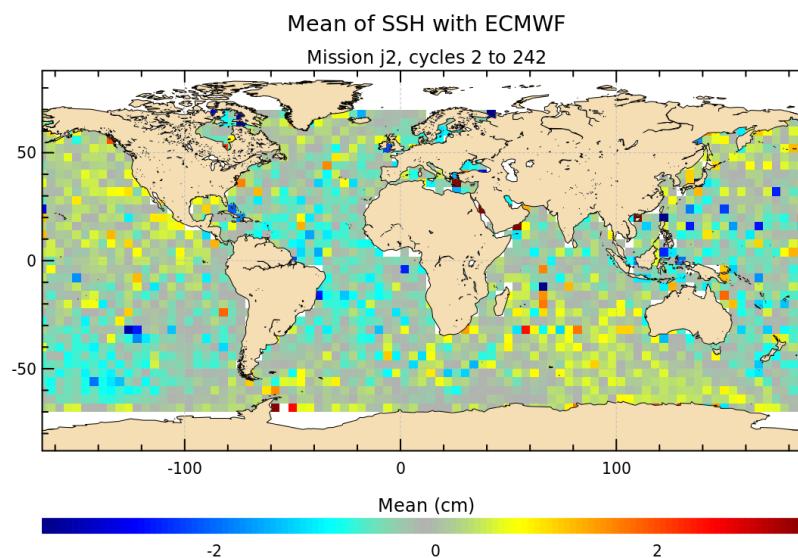 Mean of SSH with ECMWF
Mission j2, cycles 2 to 242
50
0
-50
-100 0 100
Mean (cm)
-2 0 2